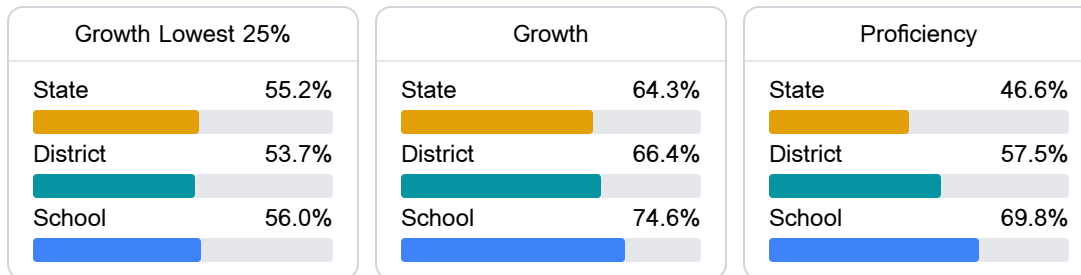 Growth Lowest 25%
State 55.2%
District 53.7%
School 56.0%
Growth
State 64.3%
District 66.4%
School 74.6%
Proficiency
State 46.6%
District 57.5%
School 69.8%